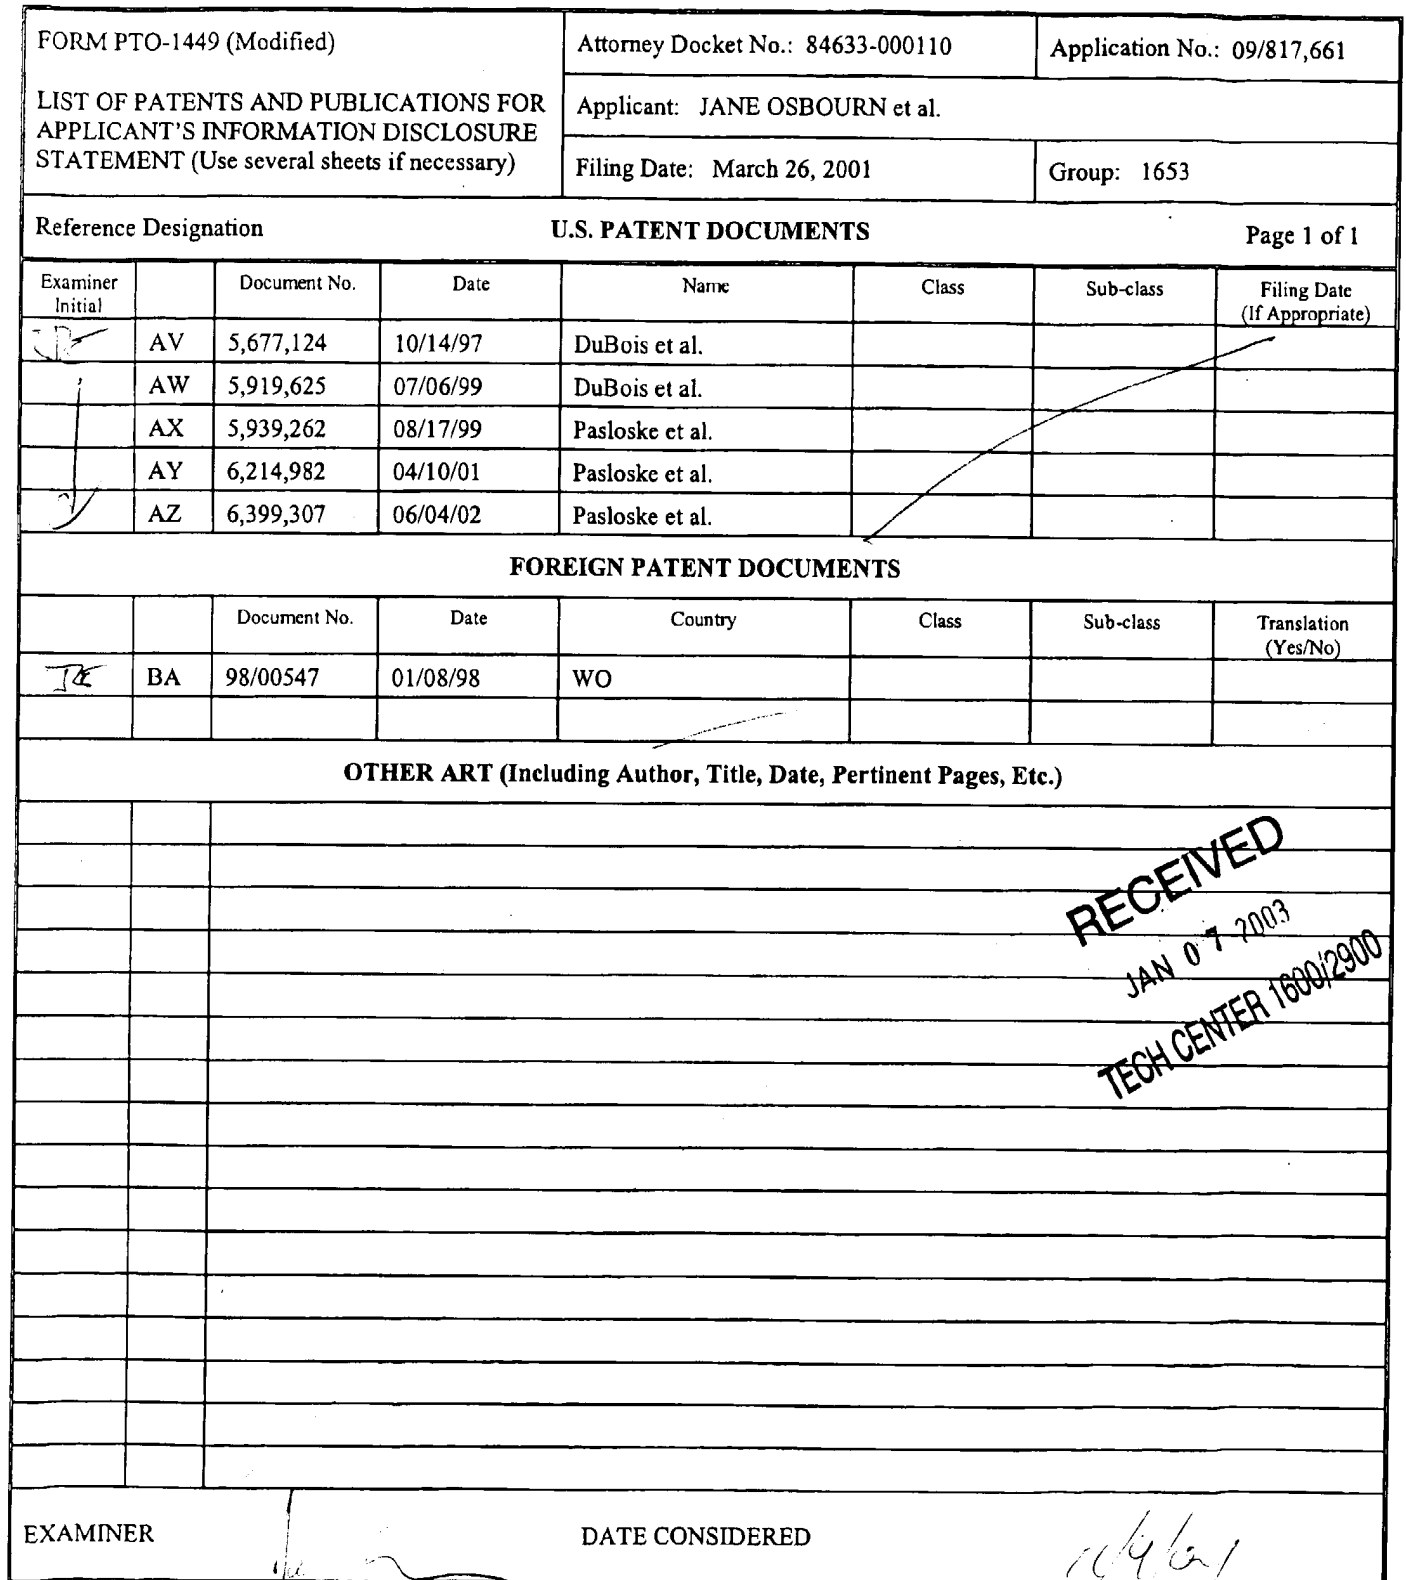 FORM PTO-1449 (Modified)
LIST OF PATENTS AND PUBLICATIONS FOR
APPLICANT'S INFORMATION DISCLOSURE
STATEMENT (Use several sheets if necessary)
Attorney Docket No.: 84633-000110
Application No.: 09/817,661
Applicant: JANE OSBOURN et al.
Filing Date: March 26, 2001
Group: 1653
Reference Designation
U.S. PATENT DOCUMENTS
Page 1 of 1
Examiner Initial Document No. Date Name Class Sub-class Filing Date (If Appropriate)
AV 5,677,124 10/14/97 DuBois et al.
AW 5,919,625 07/06/99 DuBois et al.
AX 5,939,262 08/17/99 Pasloske et al.
AY 6,214,982 04/10/01 Pasloske et al.
AZ 6,399,307 06/04/02 Pasloske et al.
FOREIGN PATENT DOCUMENTS
Document No. Date Country Class Sub-class Translation (Yes/No)
BA 98/00547 01/08/98 WO
OTHER ART (Including Author, Title, Date, Pertinent Pages, Etc.)
RECEIVED
JAN 07 2003
TECH CENTER 1600/2900
EXAMINER
DATE CONSIDERED